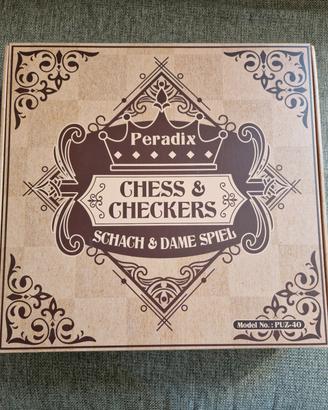 Peradix
CHESS &
CHECKERS
SCHACH & DAME SPIEL
Model No. : PUZ-40